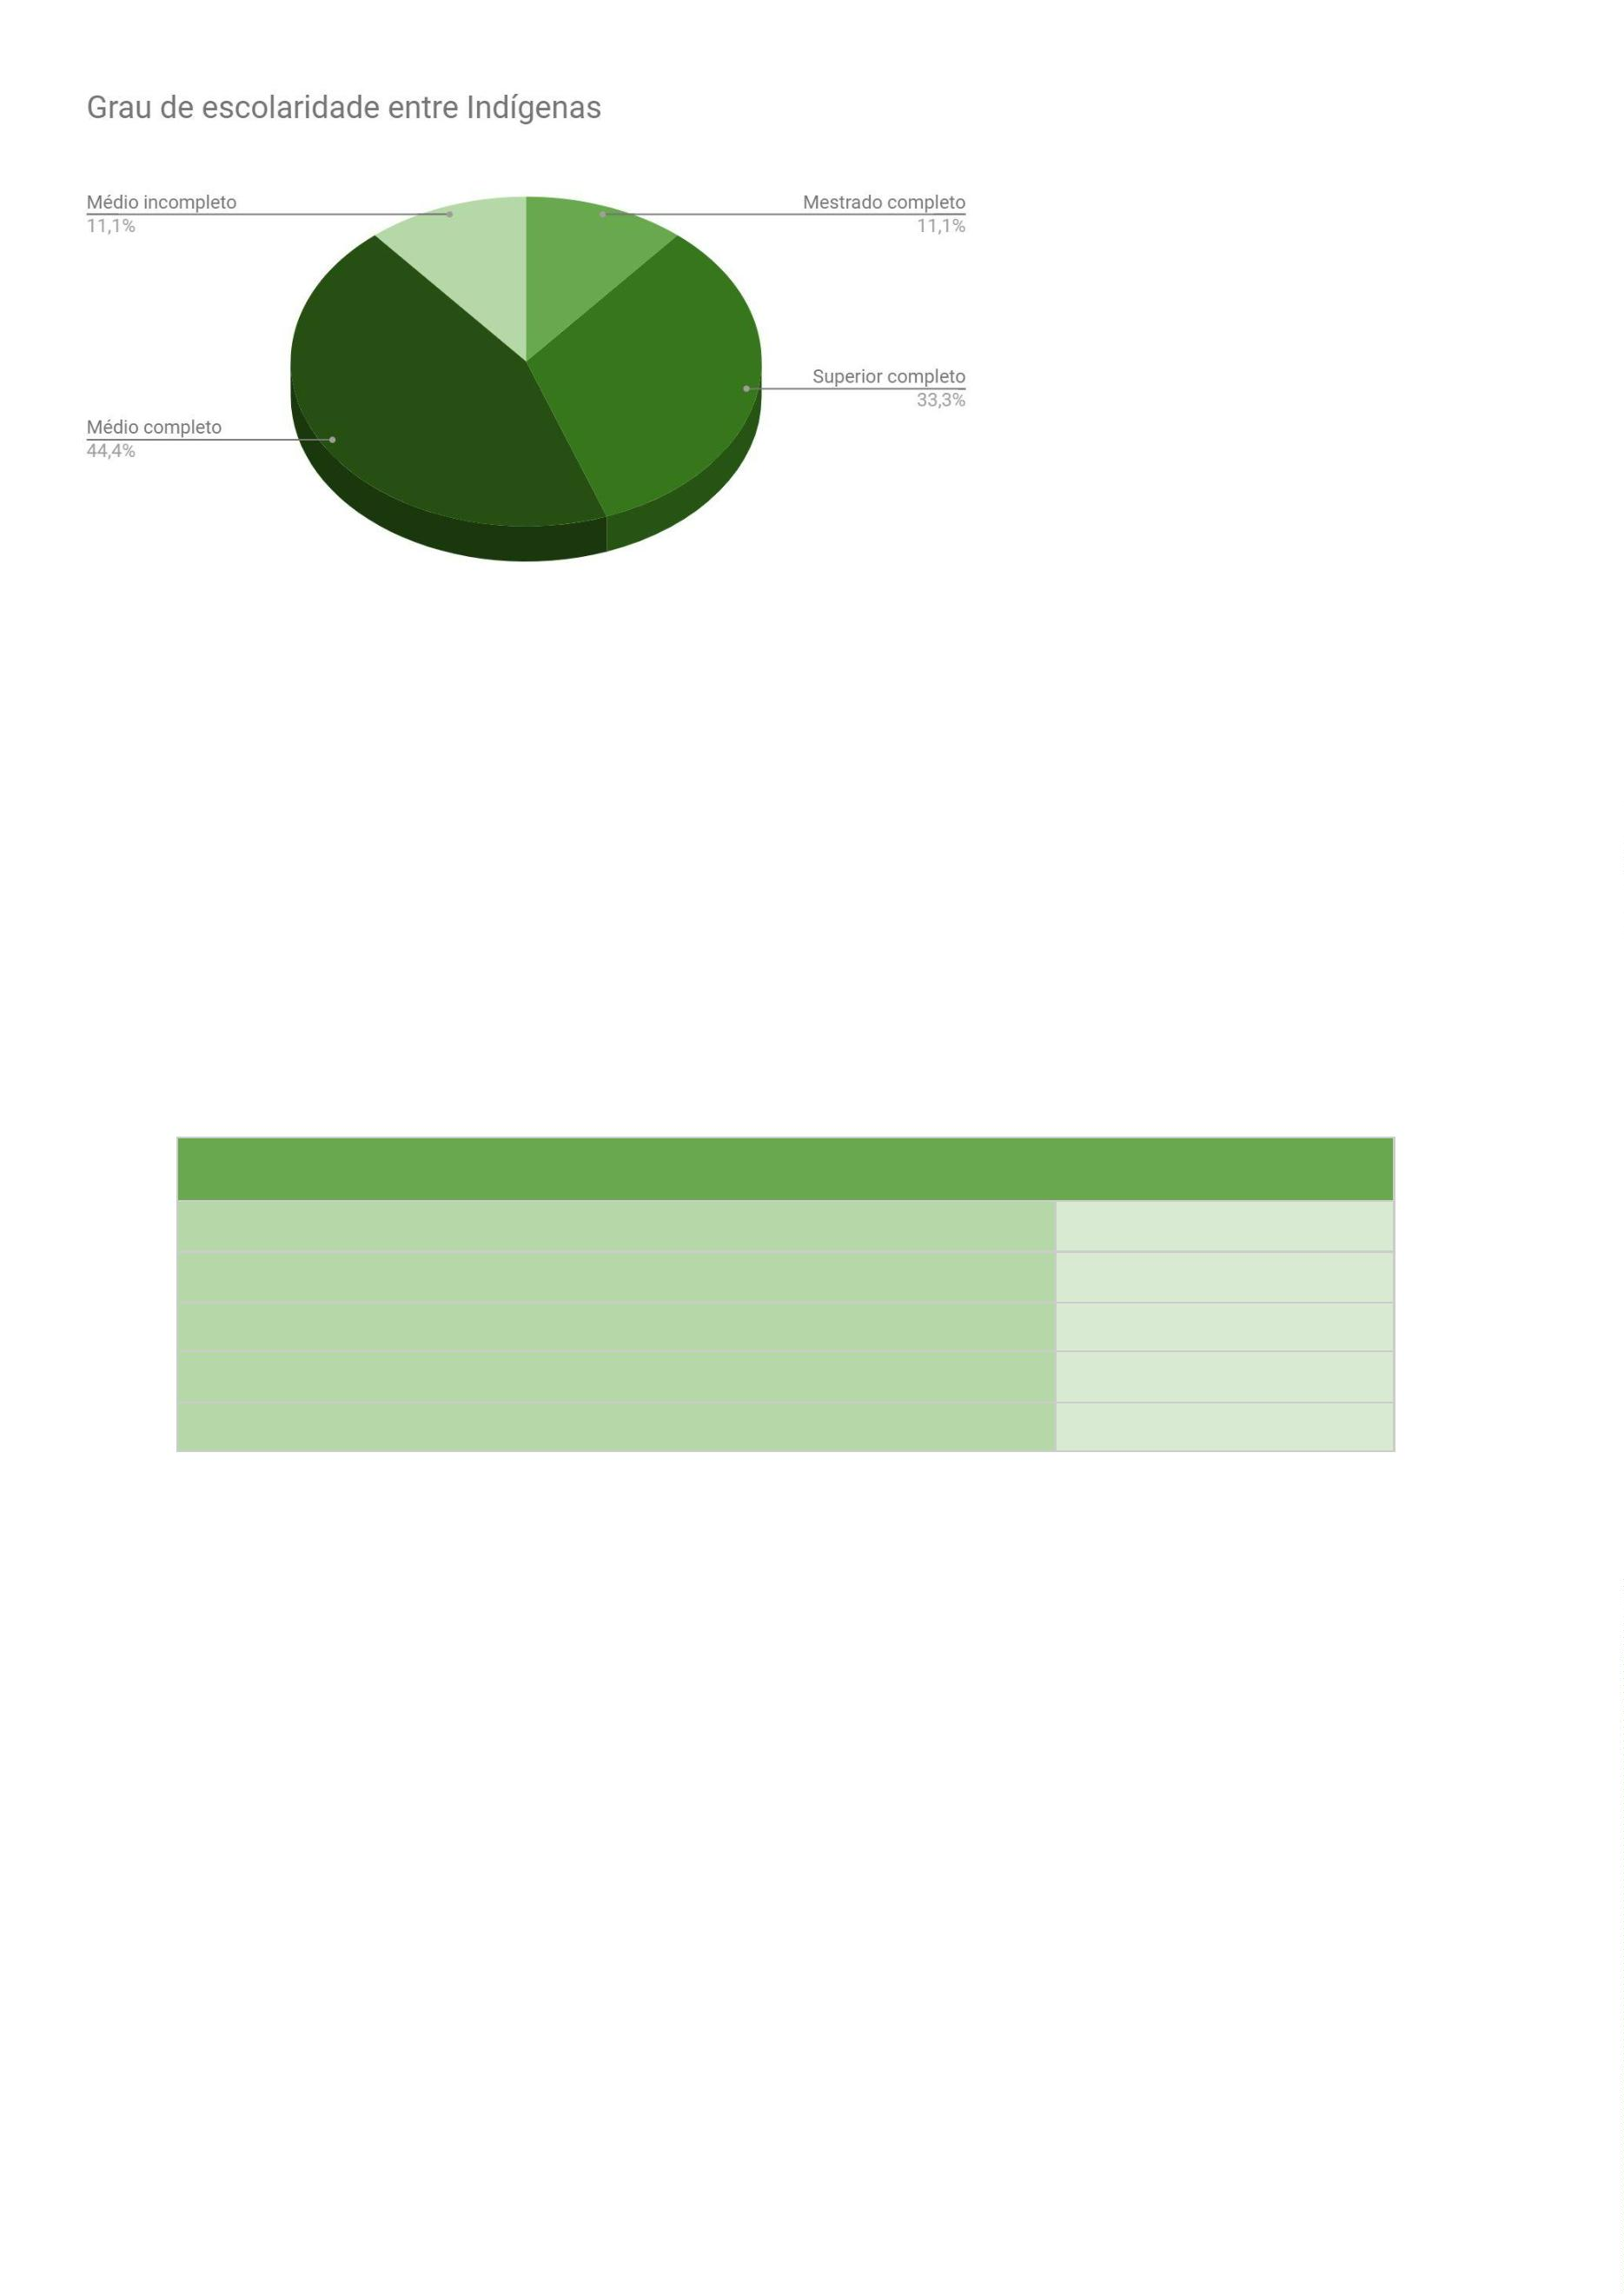 Grau de escolaridade entre Indígenas
Médio incompleto
11,1%
Mestrado completo
11,1%
Superior completo
33,3%
Médio completo
44,4%